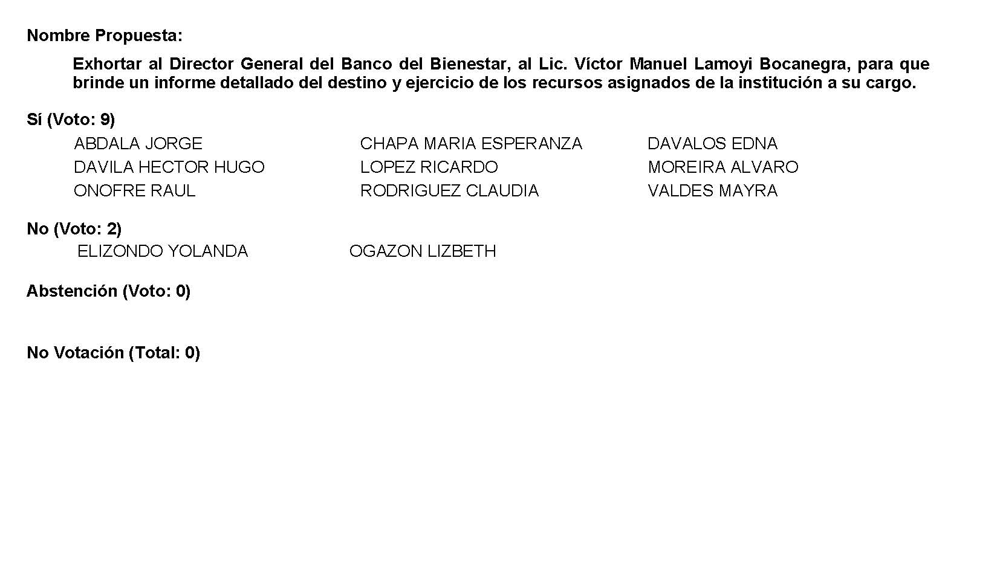 Nombre Propuesta:
Exhortar al Director General del Banco del Bienestar, al Lic. Víctor Manuel Lamoyi Bocanegra, para que
brinde un informe detallado del destino y ejercicio de los recursos asignados de la institución a su cargo.
Sí (Voto: 9)
ABDALA JORGE CHAPA MARIA ESPERANZA DAVALOS EDNA
DAVILA HECTOR HUGO LOPEZ RICARDO MOREIRA ALVARO
ONOFRE RAUL RODRIGUEZ CLAUDIA VALDES MAYRA
No (Voto: 2)
ELIZONDO YOLANDA OGAZON LIZBETH
Abstención (Voto: 0)
No Votación (Total: 0)